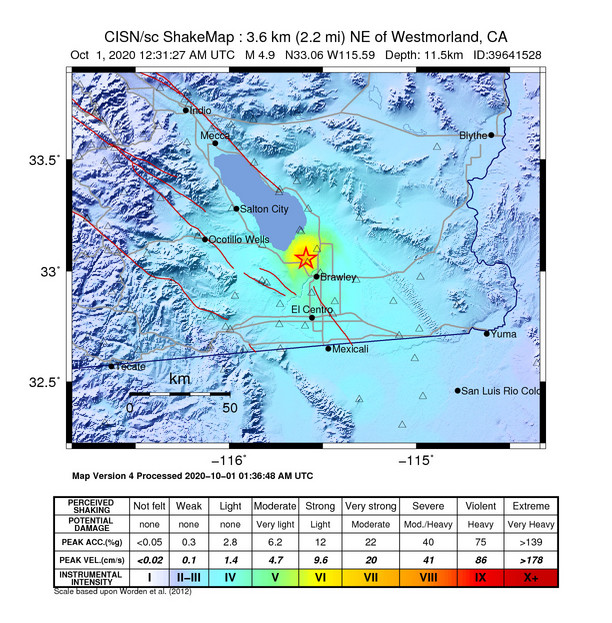 CISN/sc ShakeMap : 3.6 km (2.2 mi) NE of Westmorland, CA
Oct 1, 2020 12:31:27 AM UTC M 4.9 N33.06 W115.59 Depth: 11.5km ID:39641528
Indio
Mecca
Blythe
33.5°
Salton City
Ocotillo Wells
33°
Brawley
El Centro
Yuma
Mexicali
Tecate
km
32.5°
San Luis Rio Colo
0 50
−116° −115°
Map Version 4 Processed 2020-10-01 01:36:48 AM UTC
PERCEIVED SHAKING Not felt Weak Light Moderate Strong Very strong Severe Violent Extreme
POTENTIAL DAMAGE none none none Very light Light Moderate Mod./Heavy Heavy Very Heavy
PEAK ACC.(%g) <0.05 0.3 2.8 6.2 12 22 40 75 >139
PEAK VEL.(cm/s) <0.02 0.1 1.4 4.7 9.6 20 41 86 >178
INSTRUMENTAL INTENSITY I II–III IV V VI VII VIII IX X+
Scale based upon Worden et al. (2012)